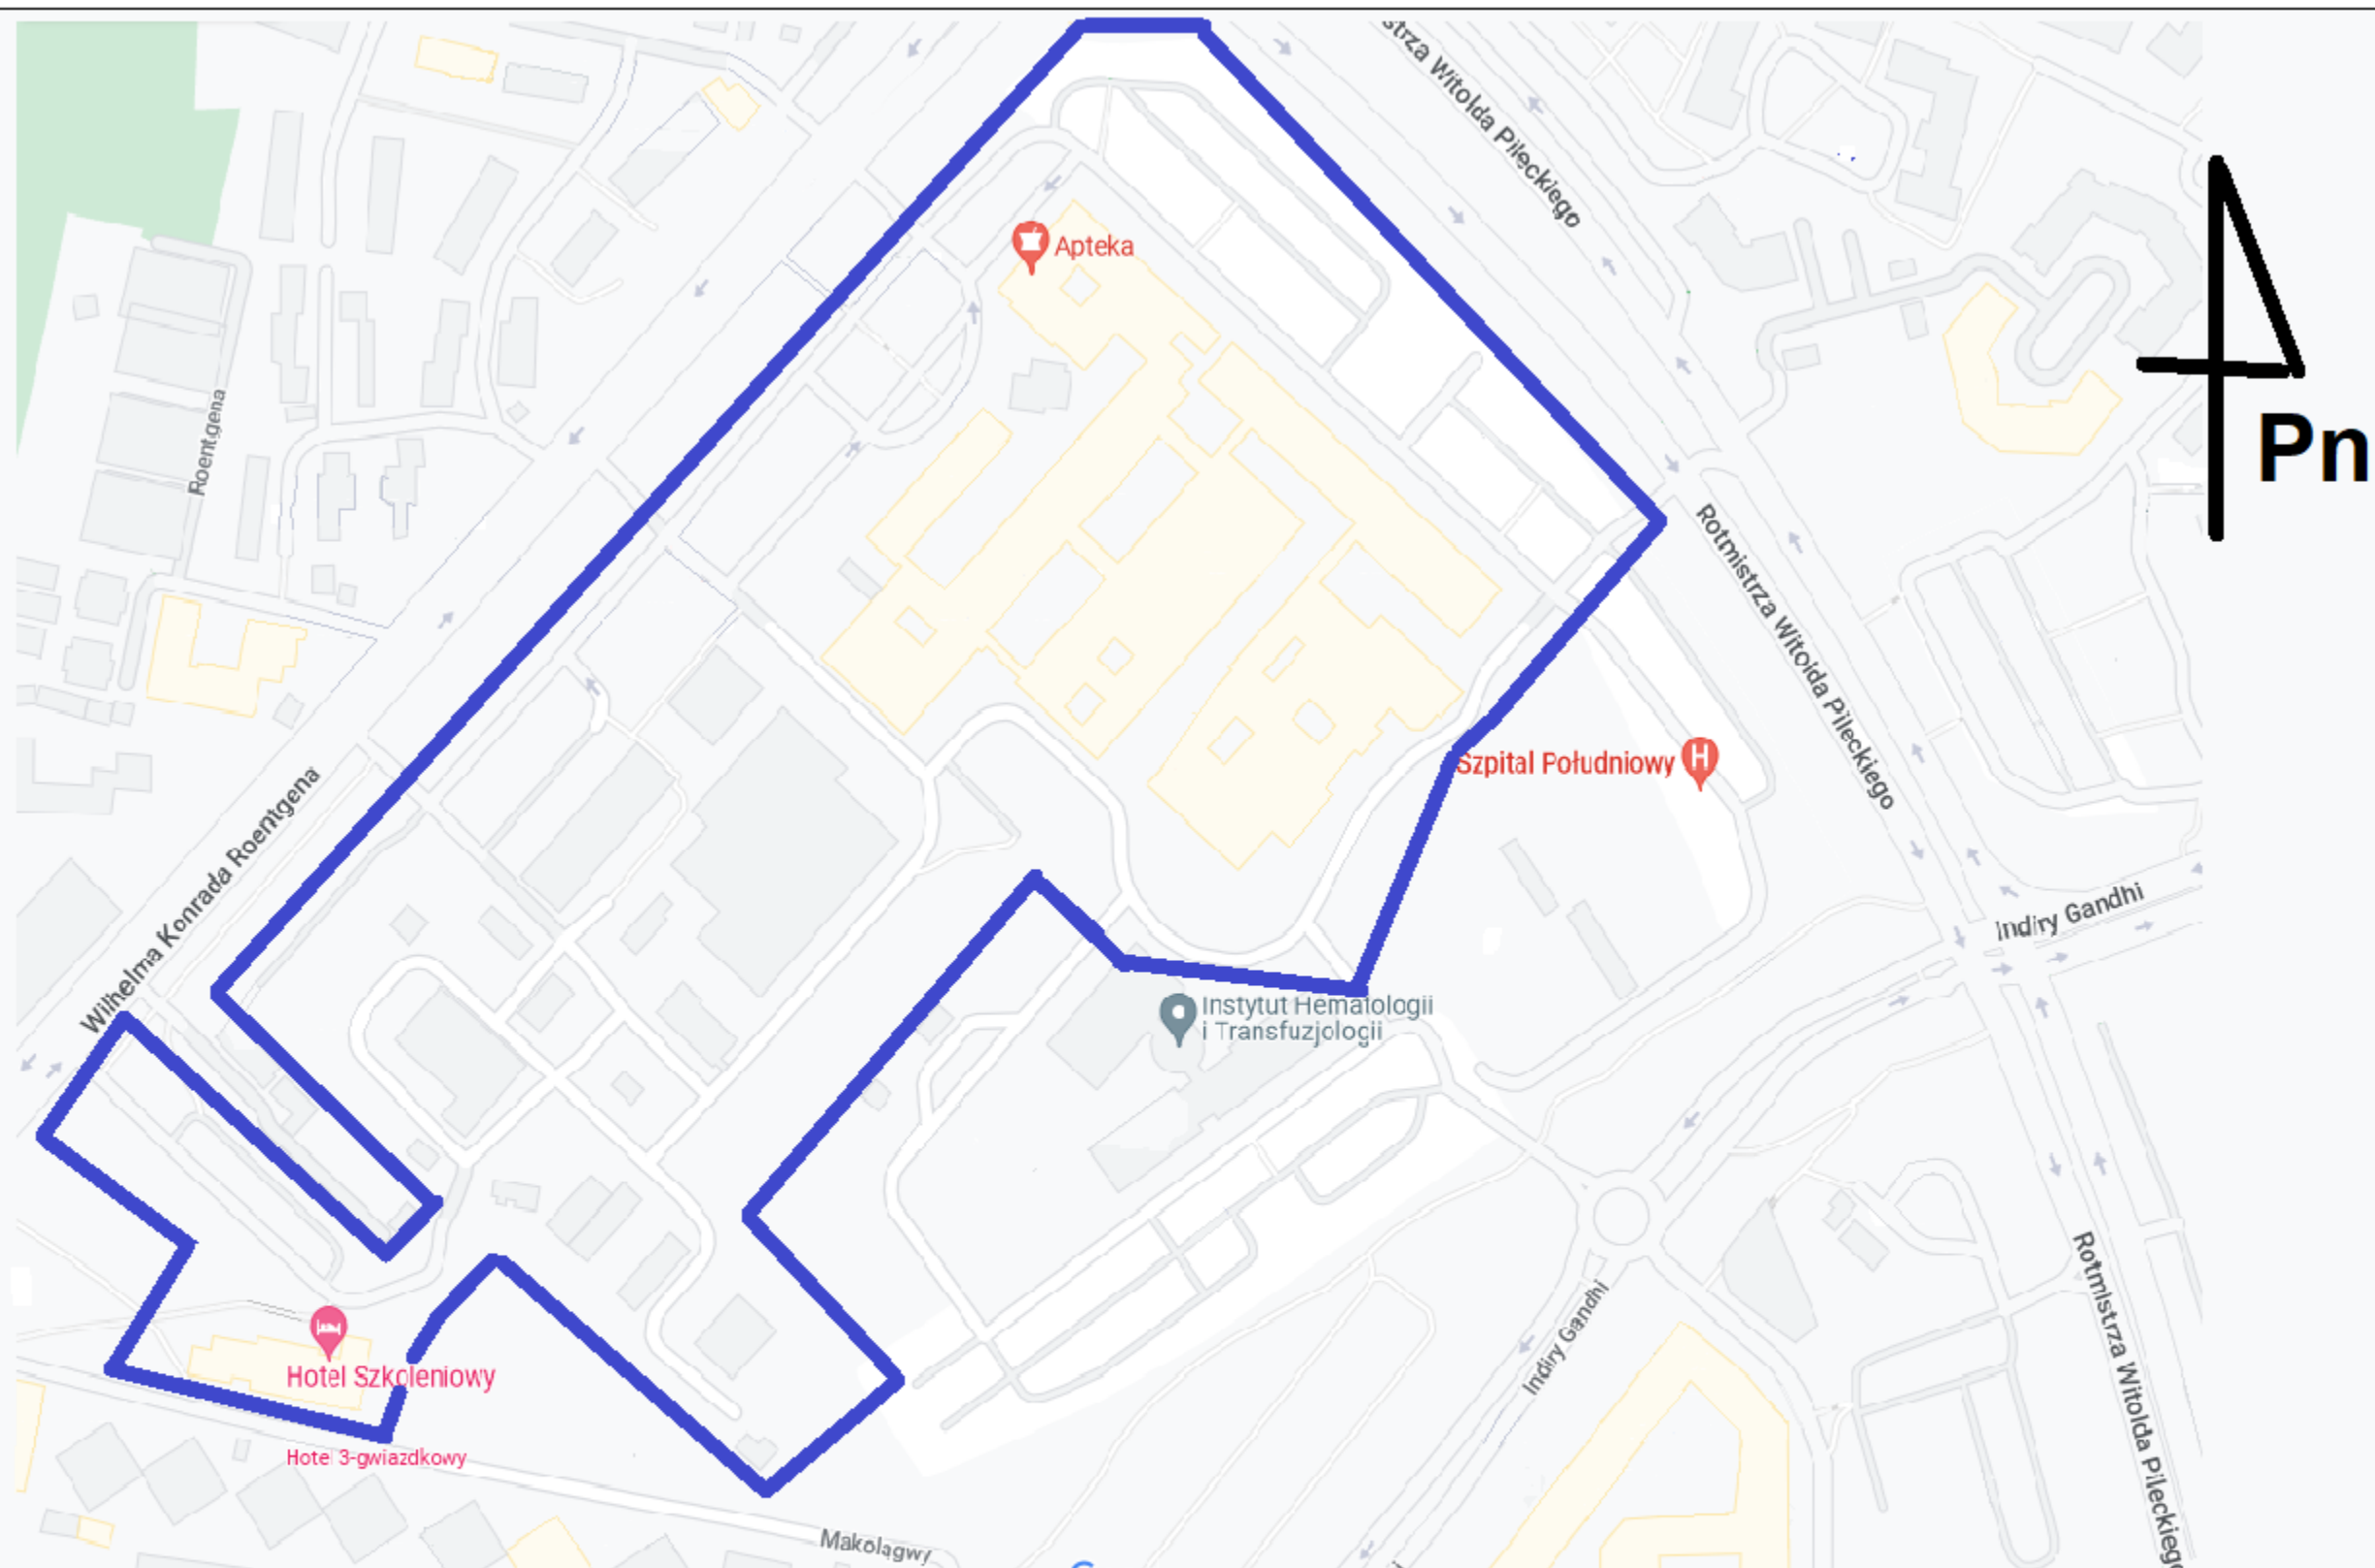 strza Witolda Pileckiego
Apteka
Pn
Roentgena
Rotmistrza Witolda Pileckiego
Szpital Południowy
H
Wilhelma Konrada Roentgena
Indiry Gandhi
Instytut Hematologii
i Transfuzjologii
Rotmistrza Witolda Pileckiego
Indiry Gandhi
Hotel Szkoleniowy
Hotel 3-gwiazdkowy
Makolągwy